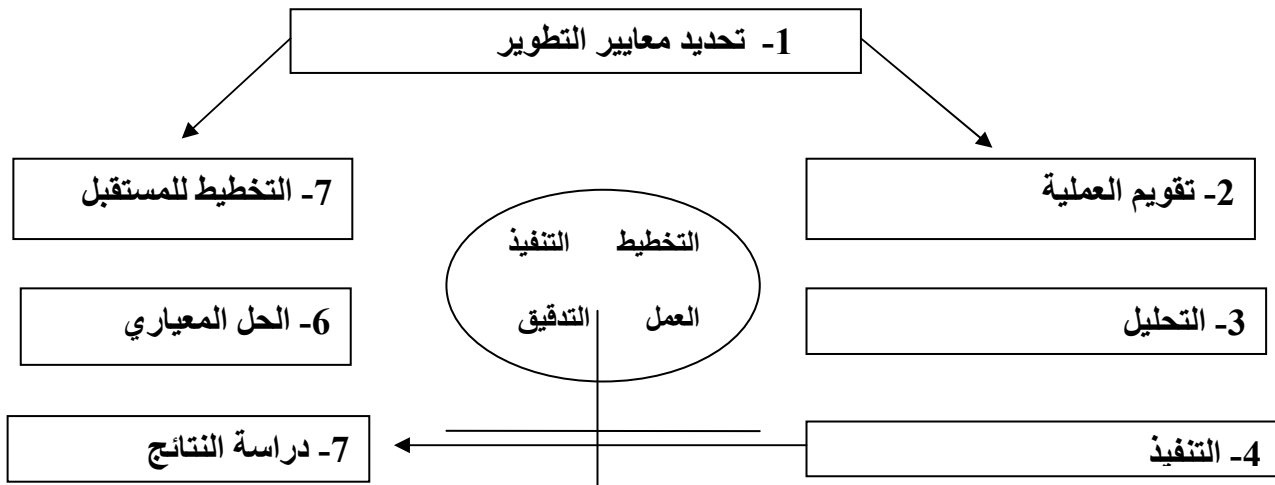 1- تحديد معايير التطوير
2- تقويم العملية
7- التخطيط للمستقبل
التخطيط التنفيذ
العمل التدقيق
3- التحليل
6- الحل المعياري
4- التنفيذ
7- دراسة النتائج